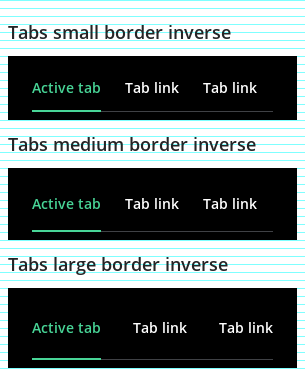 Tabs small border inverse
Active tab Tab link Tab link
Tabs medium border inverse
Active tab Tab link Tab link
Tabs large border inverse
Active tab Tab link Tab link